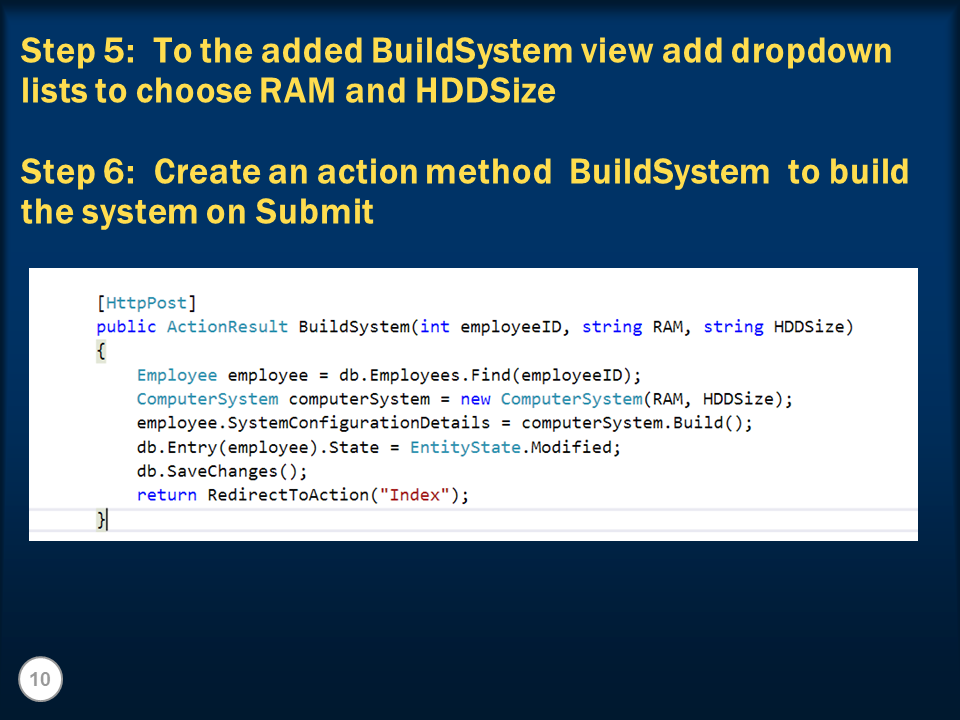 Step 5:  To the added BuildSystem view add dropdown
lists to choose RAM and HDDSize
Step 6:  Create an action method  BuildSystem  to build
the system on Submit
[HttpPost]
public ActionResult BuildSystem(int employeeID, string RAM, string HDDSize)
{
    Employee employee = db.Employees.Find(employeeID);
    ComputerSystem computerSystem = new ComputerSystem(RAM, HDDSize);
    employee.SystemConfigurationDetails = computerSystem.Build();
    db.Entry(employee).State = EntityState.Modified;
    db.SaveChanges();
    return RedirectToAction("Index");
}
10